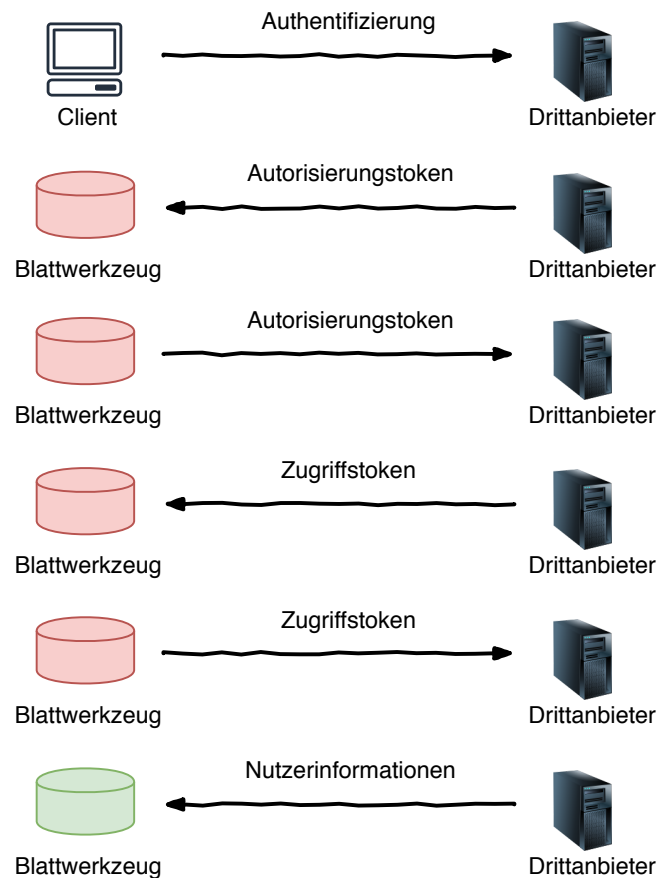 Authentifizierung
Client
Drittanbieter
Autorisierungstoken
Blattwerkzeug
Drittanbieter
Autorisierungstoken
Blattwerkzeug
Drittanbieter
Zugriffstoken
Blattwerkzeug
Drittanbieter
Zugriffstoken
Blattwerkzeug
Drittanbieter
Nutzerinformationen
Blattwerkzeug
Drittanbieter